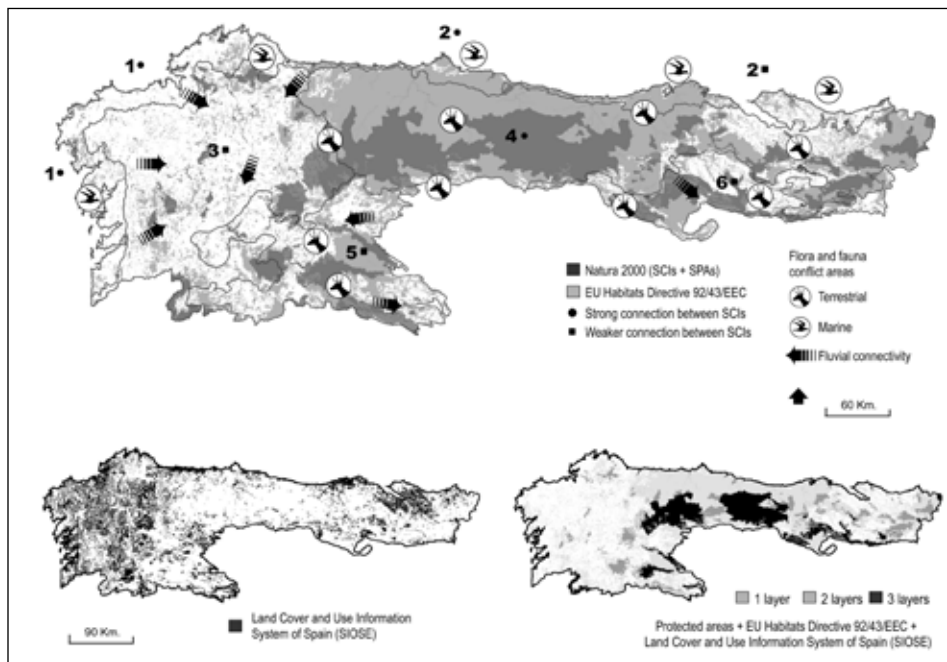 1
2
2
1
3
4
6
5
Natura 2000 (SCIs + SPAs)
EU Habitats Directive 92/43/EEC
Strong connection between SCIs
Weaker connection between SCIs
Flora and fauna
conflict areas
Terrestrial
Marine
Fluvial connectivity
60 Km.
Land Cover and Use Information
System of Spain (SIOSE)
90 Km.
1 layer 2 layers 3 layers
Protected areas + EU Habitats Directive 92/43/EEC +
Land Cover and Use Information System of Spain (SIOSE)